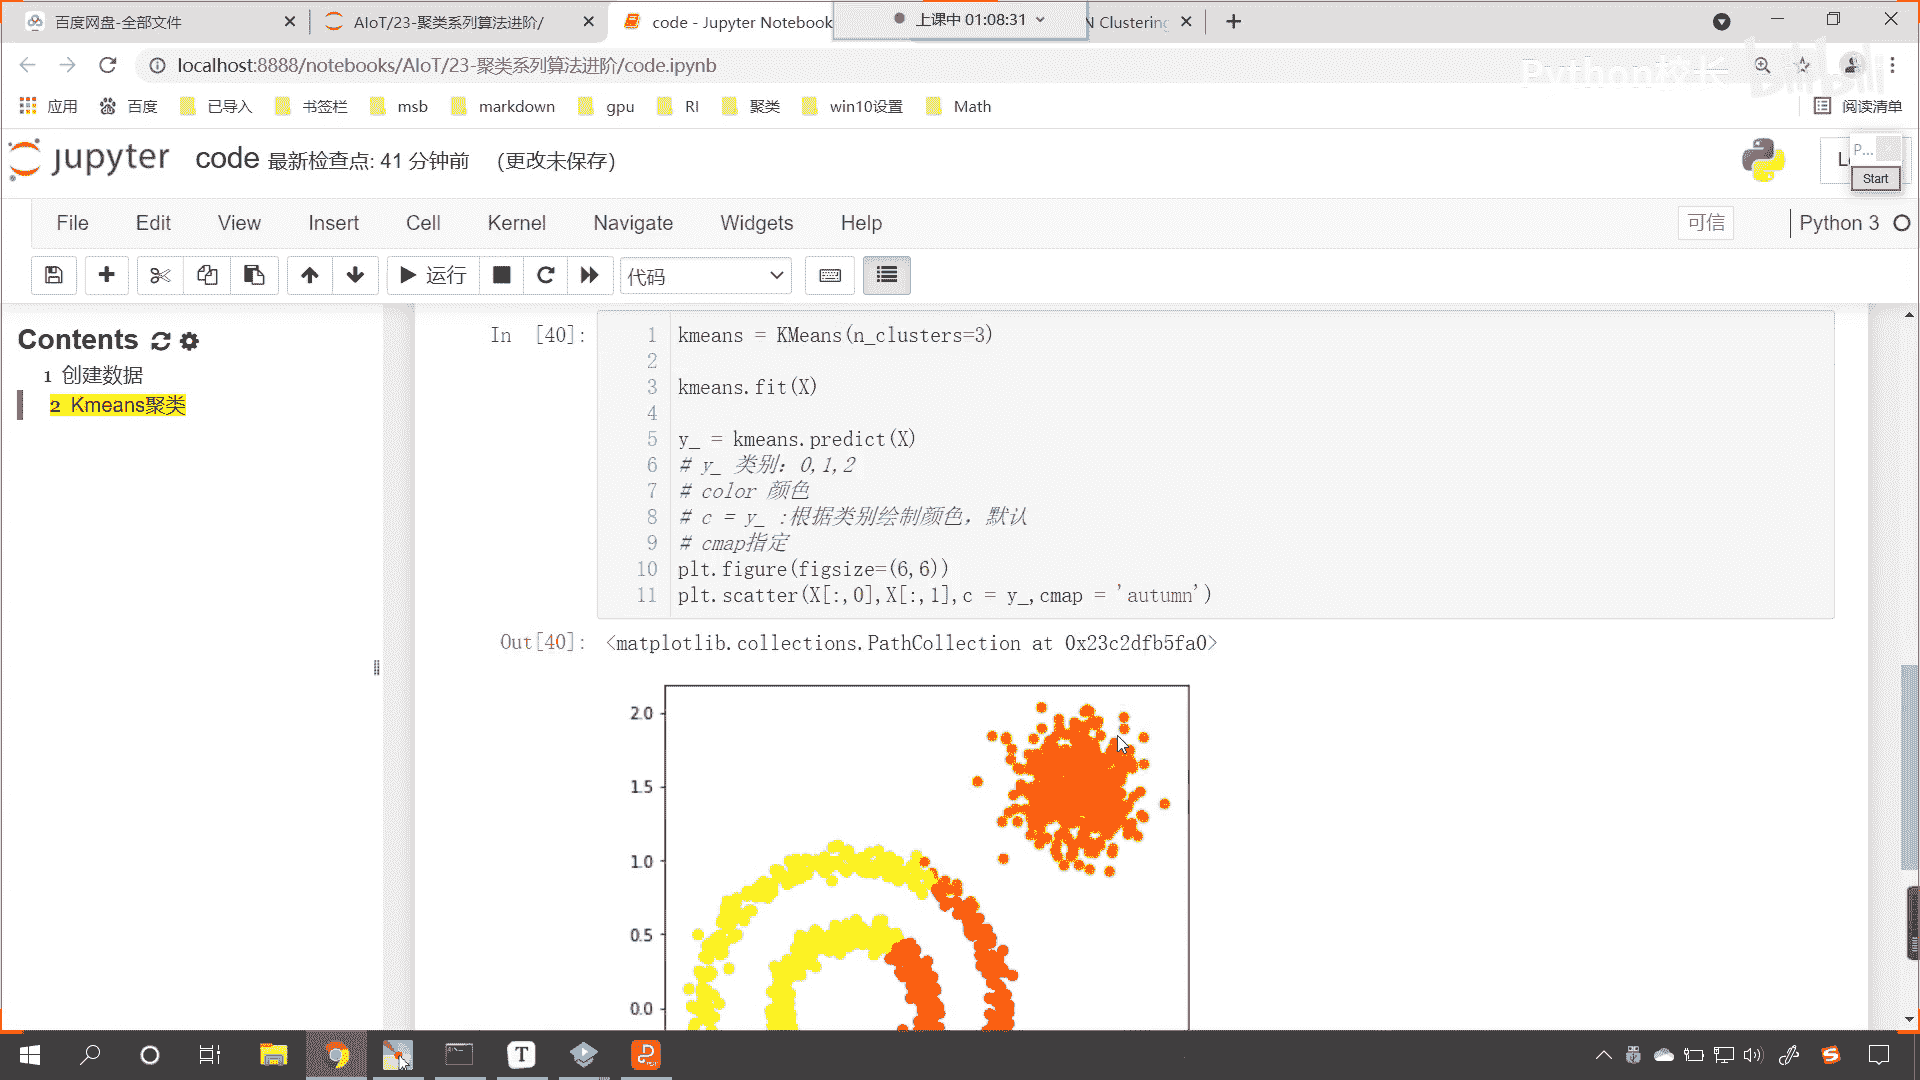 百度网盘-全部文件
AIoT/23-聚类系列算法进阶/
code - Jupyter Notebook
上课中 01:08:31
N Clustering
localhost:8888/notebooks/AIoT/23-聚类系列算法进阶/code.ipynb
Python校长
bilibili
应用
百度
已导入
书签栏
msb
markdown
gpu
RI
聚类
win10设置
Math
阅读清单
jupyter
code 最新检查点: 41 分钟前 (更改未保存)
P...
Start
File Edit View Insert Cell Kernel Navigate Widgets Help
可信
Python 3
运行
代码
Contents
1 创建数据
2 Kmeans聚类
In [40]:
1 kmeans = KMeans(n_clusters=3)
2
3 kmeans.fit(X)
4
5 y_ = kmeans.predict(X)
6 # y_ 类别：0,1,2
7 # color 颜色
8 # c = y_ :根据类别绘制颜色，默认
9 # cmap指定
10 plt.figure(figsize=(6,6))
11 plt.scatter(X[:,0],X[:,1],c = y_,cmap = 'autumn')
Out[40]: <matplotlib.collections.PathCollection at 0x23c2dfb5fa0>
2.0
1.5
1.0
0.5
0.0